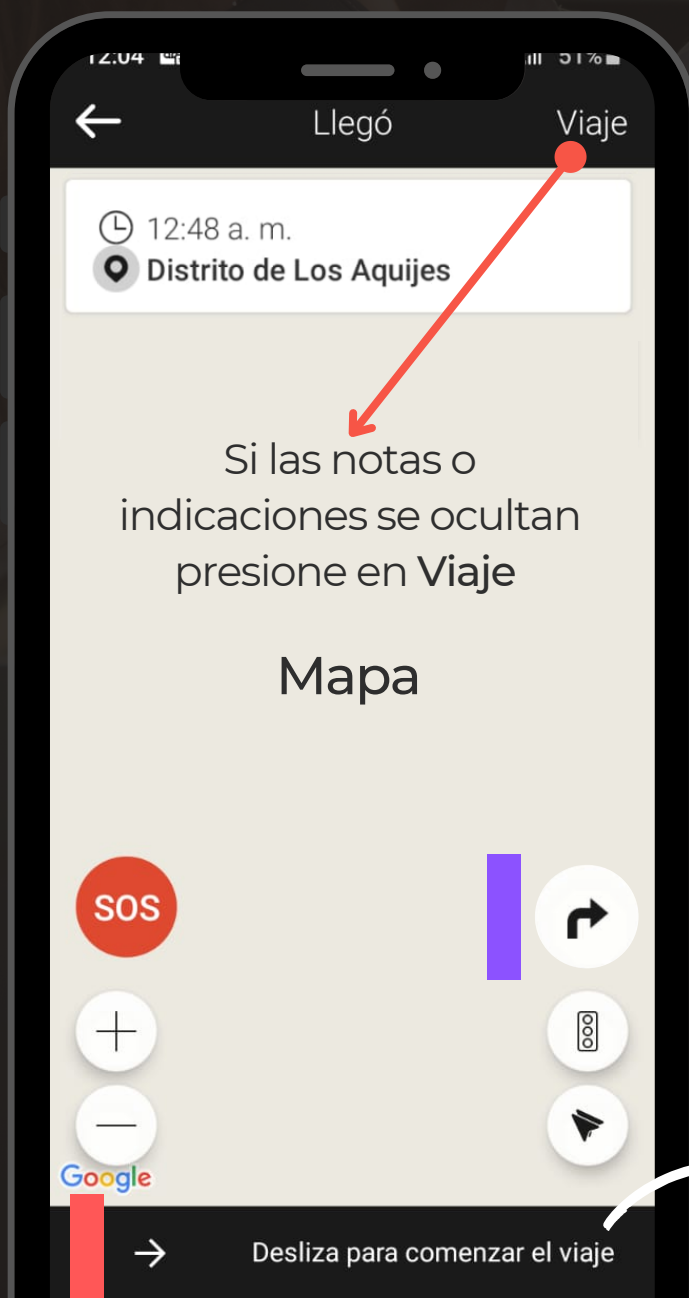 12:04
51%
Llegó
Viaje
12:48 a. m.
Distrito de Los Aquijes
Si las notas o
indicaciones se ocultan
presione en Viaje
Mapa
SOS
Google
Desliza para comenzar el viaje